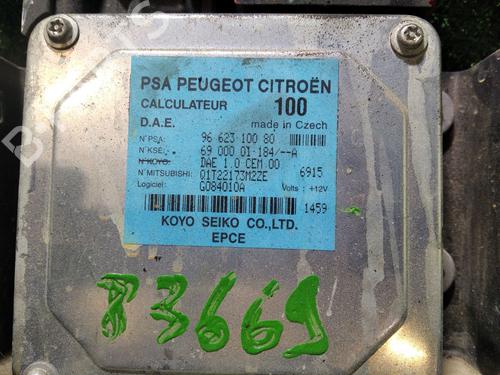 PSA PEUGEOT CITROËN
CALCULATEUR 100
D.A.E. made in Czech
N°PSA: 96 623 100 80
N°KSE: 69 000 01-184/--A
N°KOYO: DAE 1.0 CEM 00
N°MITSUBISHI: Q1T22173M2ZE 6915
Logiciel: G084010A Volts : +12V
1459
KOYO SEIKO CO.,LTD.
EPCE
83669